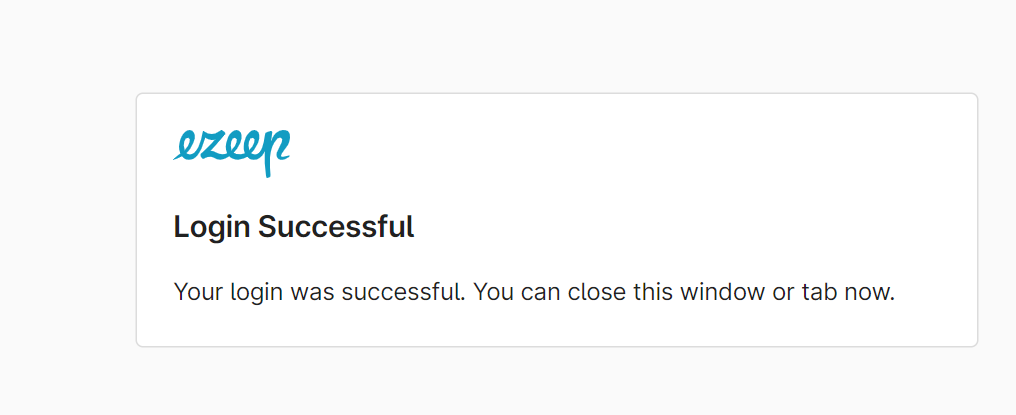 ezeep
Login Successful
Your login was successful. You can close this window or tab now.